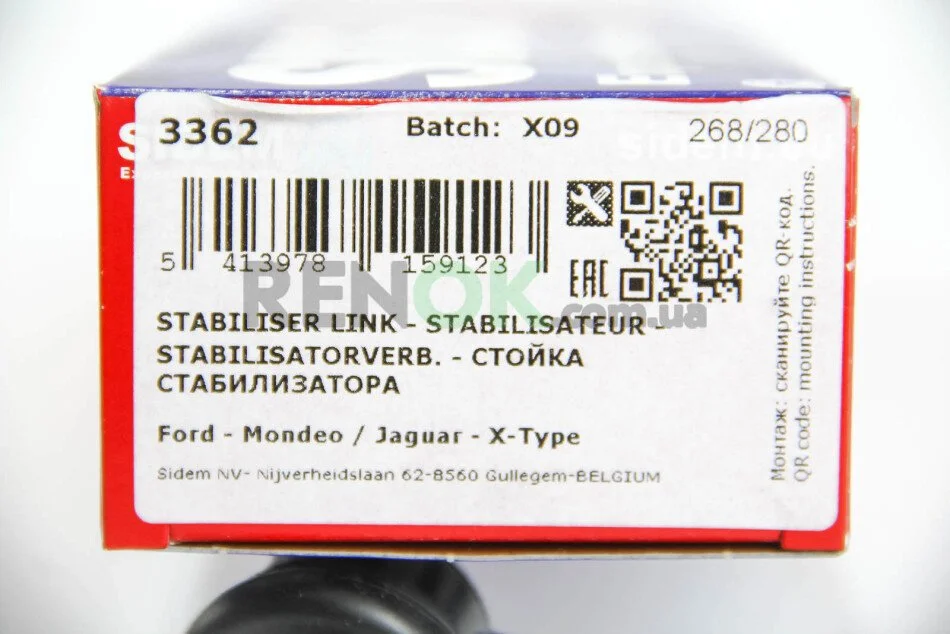 3362 Batch: X09 268/280
Sidem
5 413978 159123
EAC
RENOK.com.ua
STABILISER LINK - STABILISATEUR -
STABILISATORVERB. - СТОЙКА
СТАБИЛИЗАТОРА
Ford - Mondeo / Jaguar - X-Type
Sidem NV- Nijverheidslaan 62-8560 Gullegem-BELGIUM
Монтаж: сканируйте QR-код.
QR code: mounting instructions.